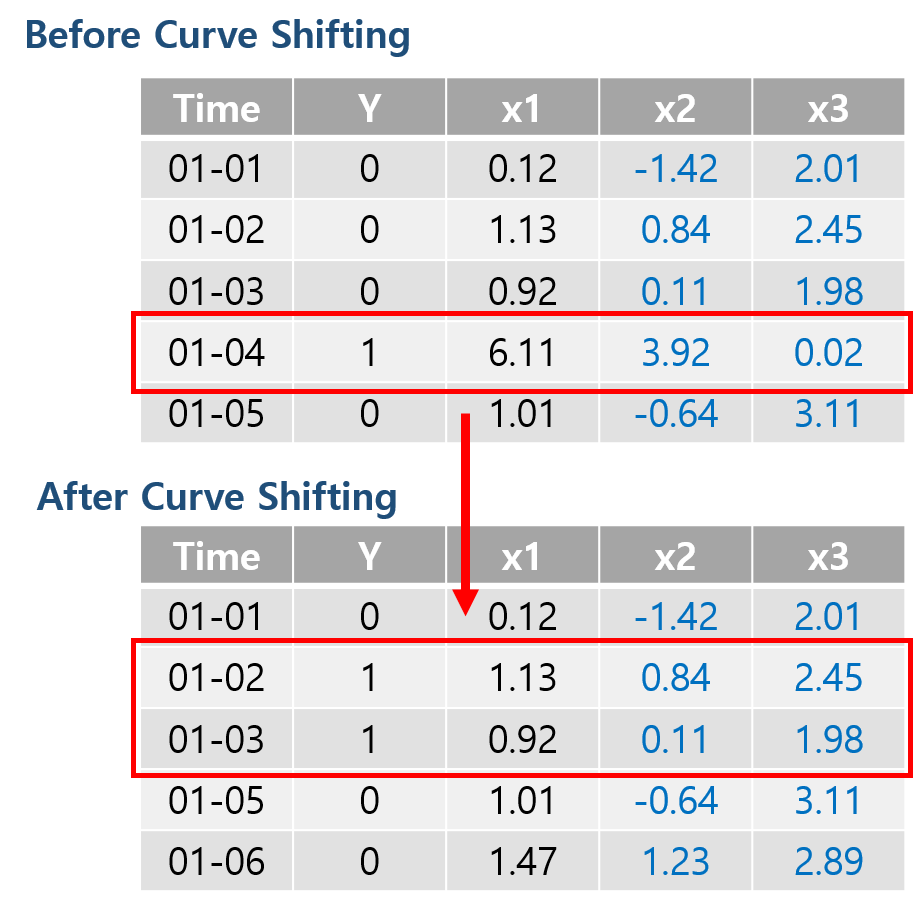 Before Curve Shifting
Time Y x1 x2 x3
01-01 0 0.12 -1.42 2.01
01-02 0 1.13 0.84 2.45
01-03 0 0.92 0.11 1.98
01-04 1 6.11 3.92 0.02
01-05 0 1.01 -0.64 3.11
After Curve Shifting
Time Y x1 x2 x3
01-01 0 0.12 -1.42 2.01
01-02 1 1.13 0.84 2.45
01-03 1 0.92 0.11 1.98
01-05 0 1.01 -0.64 3.11
01-06 0 1.47 1.23 2.89